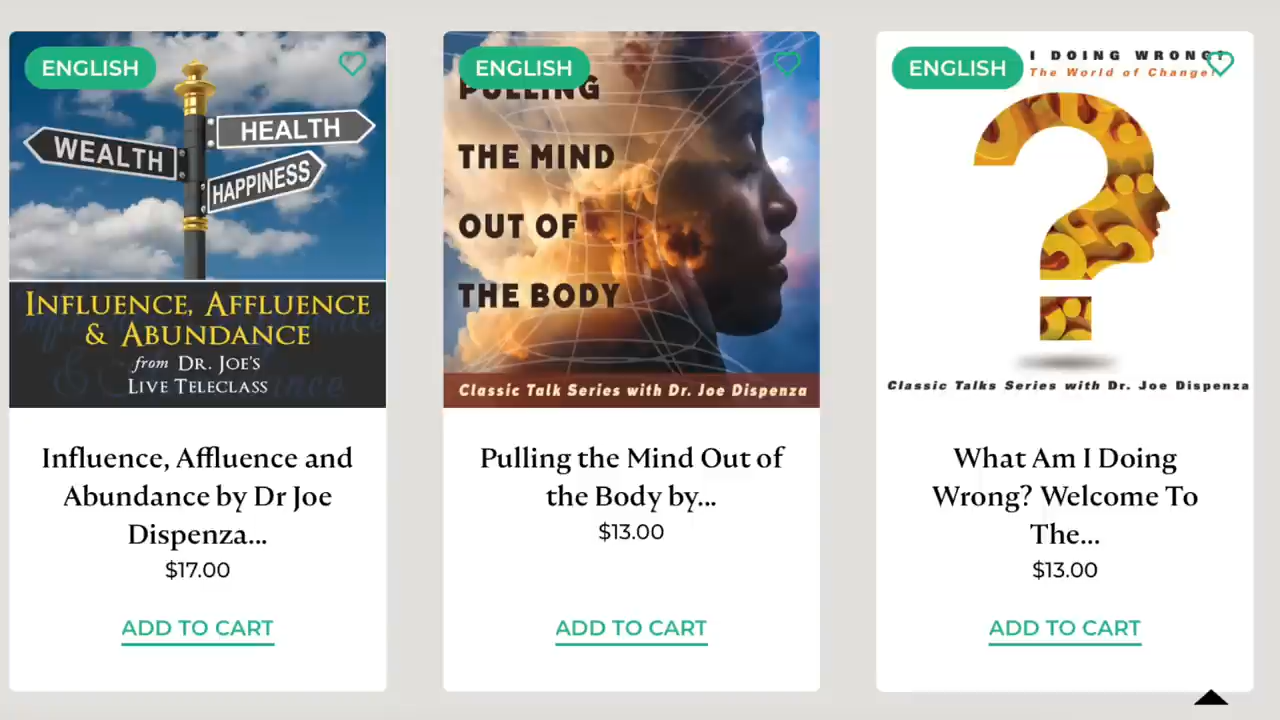 ENGLISH
WEALTH
HEALTH
HAPPINESS
INFLUENCE, AFFLUENCE
& ABUNDANCE
from DR. JOE'S
LIVE TELECLASS
Influence, Affluence and
Abundance by Dr Joe
Dispenza...
$17.00
ADD TO CART
ENGLISH
PULLING
THE MIND
OUT OF
THE BODY
Classic Talk Series with Dr. Joe Dispenza
Pulling the Mind Out of
the Body by...
$13.00
ADD TO CART
ENGLISH
I DOING WRONG?
The World of Change!
Classic Talks Series with Dr. Joe Dispenza
What Am I Doing
Wrong? Welcome To
The...
$13.00
ADD TO CART